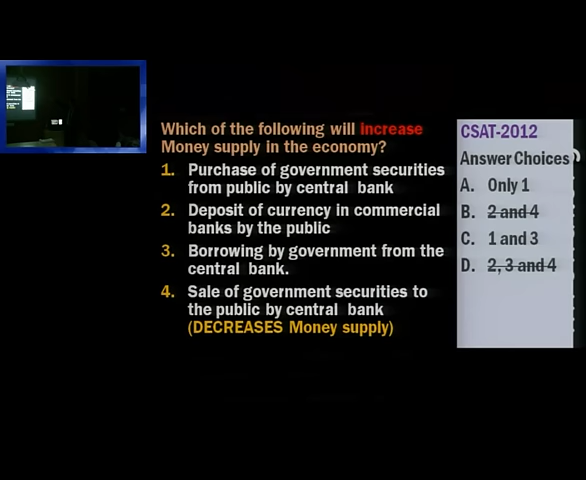 Which of the following will increase
Money supply in the economy?
1. Purchase of government securities
from public by central bank
2. Deposit of currency in commercial
banks by the public
3. Borrowing by government from the
central bank.
4. Sale of government securities to
the public by central bank
(DECREASES Money supply)
CSAT-2012
Answer Choices
A. Only 1
B. 2 and 4
C. 1 and 3
D. 2, 3 and 4